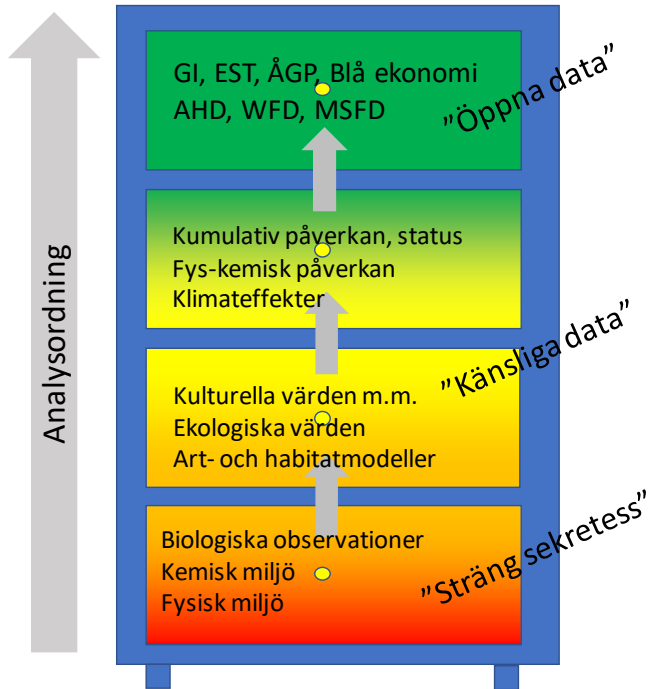 Analysordning
GI, EST, ÅGP, Blå ekonomi
AHD, WFD, MSFD
”Öppna data”
Kumulativ påverkan, status
Fys-kemisk påverkan
Klimateffekter
”Känsliga data”
Kulturella värden m.m.
Ekologiska värden
Art- och habitatmodeller
”Sträng sekretess”
Biologiska observationer
Kemisk miljö
Fysisk miljö